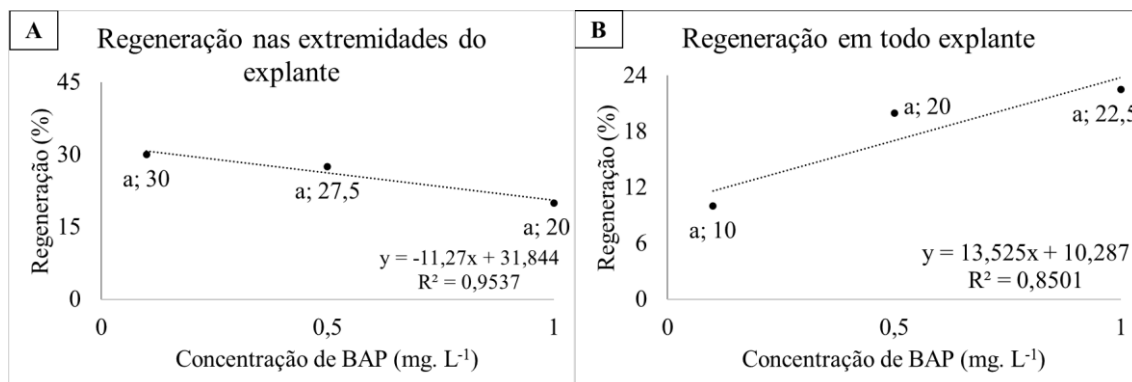 A
Regeneração nas extremidades do
explante
Regeneração (%)
45
30
15
0
a; 30
a; 27,5
a; 20
y = -11,27x + 31,844
R² = 0,9537
0
0,5
1
Concentração de BAP (mg. L⁻¹)
B
Regeneração em todo explante
Regeneração (%)
24
18
12
6
0
a; 10
a; 20
a; 22,5
y = 13,525x + 10,287
R² = 0,8501
0
0,5
1
Concentração de BAP (mg. L⁻¹)